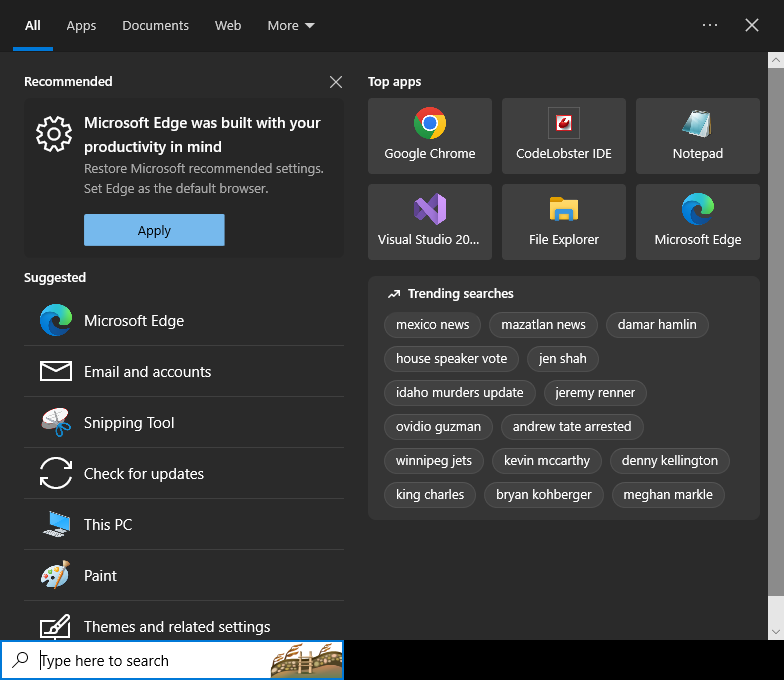 All
Apps
Documents
Web
More
Recommended
Microsoft Edge was built with your
productivity in mind
Restore Microsoft recommended settings.
Set Edge as the default browser.
Apply
Suggested
Microsoft Edge
Email and accounts
Snipping Tool
Check for updates
This PC
Paint
Themes and related settings
Type here to search
Top apps
Google Chrome
CodeLobster IDE
Notepad
Visual Studio 20...
File Explorer
Microsoft Edge
Trending searches
mexico news
mazatlan news
damar hamlin
house speaker vote
jen shah
idaho murders update
jeremy renner
ovidio guzman
andrew tate arrested
winnipeg jets
kevin mccarthy
denny kellington
king charles
bryan kohberger
meghan markle